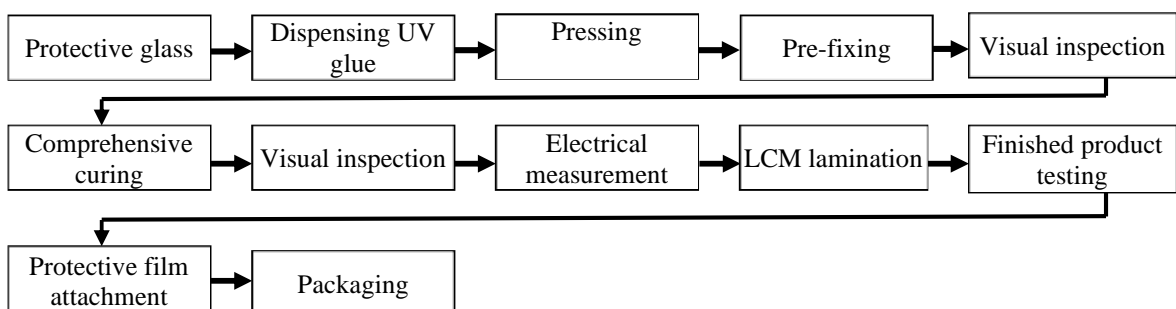 Protective glass
Dispensing UV
glue
Pressing
Pre-fixing
Visual inspection
Comprehensive
curing
Visual inspection
Electrical
measurement
LCM lamination
Finished product
testing
Protective film
attachment
Packaging